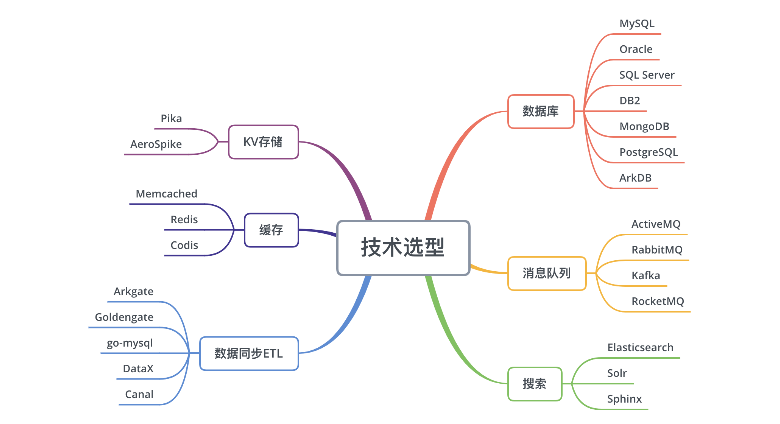 技术选型
数据库
MySQL
Oracle
SQL Server
DB2
MongoDB
PostgreSQL
ArkDB
消息队列
ActiveMQ
RabbitMQ
Kafka
RocketMQ
搜索
Elasticsearch
Solr
Sphinx
KV存储
Pika
AeroSpike
缓存
Memcached
Redis
Codis
数据同步ETL
Arkgate
Goldengate
go-mysql
DataX
Canal